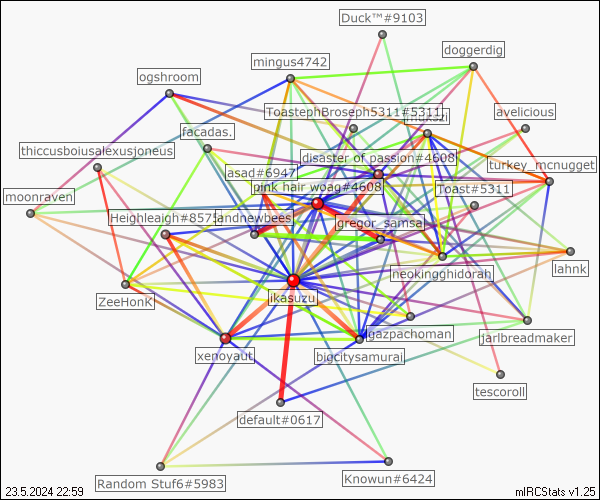 Duck™#9103
doggerdig
mingus4742
ogshroom
ToastephBroseph5311#5311
avelicious
facadas.
thiccusboiusalexusjoneus
disaster of passion#4608
turkey_mcnugget
asad#6947
pink hair woag#4608
Toast#5311
moonraven
Heighleaigh#8575
andnewbees
gregor_samsa
neokingghidorah
lahnk
ZeeHonk
ikasuzu
gazpachoman
jarlbreadmaker
xenoyaut
bigcitysamurai
tescoroll
default#0617
Random Stuf6#5983
Knowun#6424
23.5.2024 22:59
mIRCStats v1.25